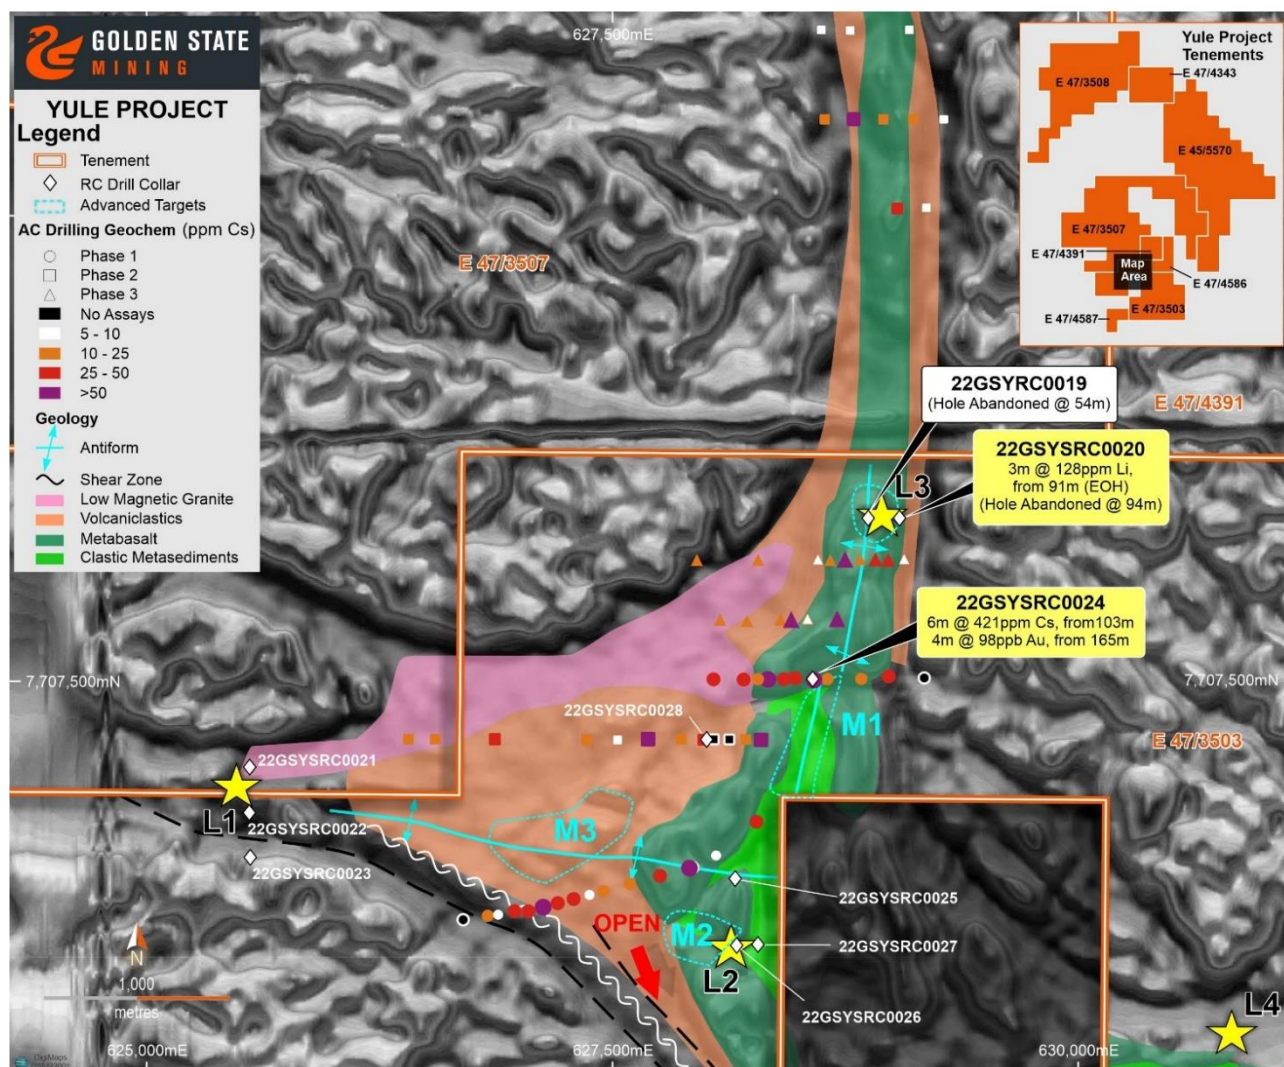 GOLDEN STATE
MINING
YULE PROJECT
Legend
Tenement
RC Drill Collar
Advanced Targets
AC Drilling Geochem (ppm Cs)
Phase 1
Phase 2
Phase 3
No Assays
5 - 10
10 - 25
25 - 50
>50
Geology
Antiform
Shear Zone
Low Magnetic Granite
Volcaniclastics
Metabasalt
Clastic Metasediments
627,500mE
Yule Project
Tenements
E 47/3508
E 47/4343
E 45/5570
E 47/3507
E 47/4391
Map
Area
E 47/4586
E 47/4587
E 47/3503
E 47/3507
22GSYRC0019
(Hole Abandoned @ 54m)
E 47/4391
22GSYSRC0020
3m @ 128ppm Li,
from 91m (EOH)
(Hole Abandoned @ 94m)
L3
22GSYSRC0024
6m @ 421ppm Cs, from103m
4m @ 98ppb Au, from 165m
7,707,500mN
7,707,500mN
22GSYSRC0028
M1
E 47/3503
22GSYSRC0021
L1
22GSYSRC0022
M3
22GSYSRC0023
22GSYSRC0025
OPEN
M2
22GSYSRC0027
L2
22GSYSRC0026
N
1,000
metres
L4
625,000mE
627,500mE
630,000mE
DigiMaps